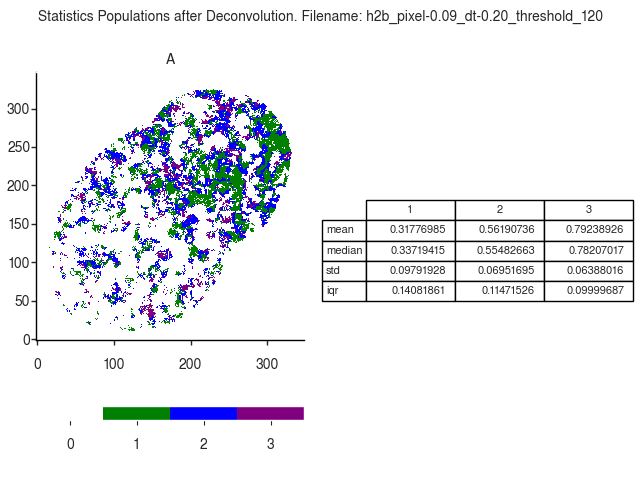 Statistics Populations after Deconvolution. Filename: h2b_pixel-0.09_dt-0.20_threshold_120
A
300
250
200
150
100
50
0
0 100 200 300
0 1 2 3
1 2 3
mean 0.31776985 0.56190736 0.79238926
median 0.33719415 0.55482663 0.78207017
std 0.09791928 0.06951695 0.06388016
iqr 0.14081861 0.11471526 0.09999687